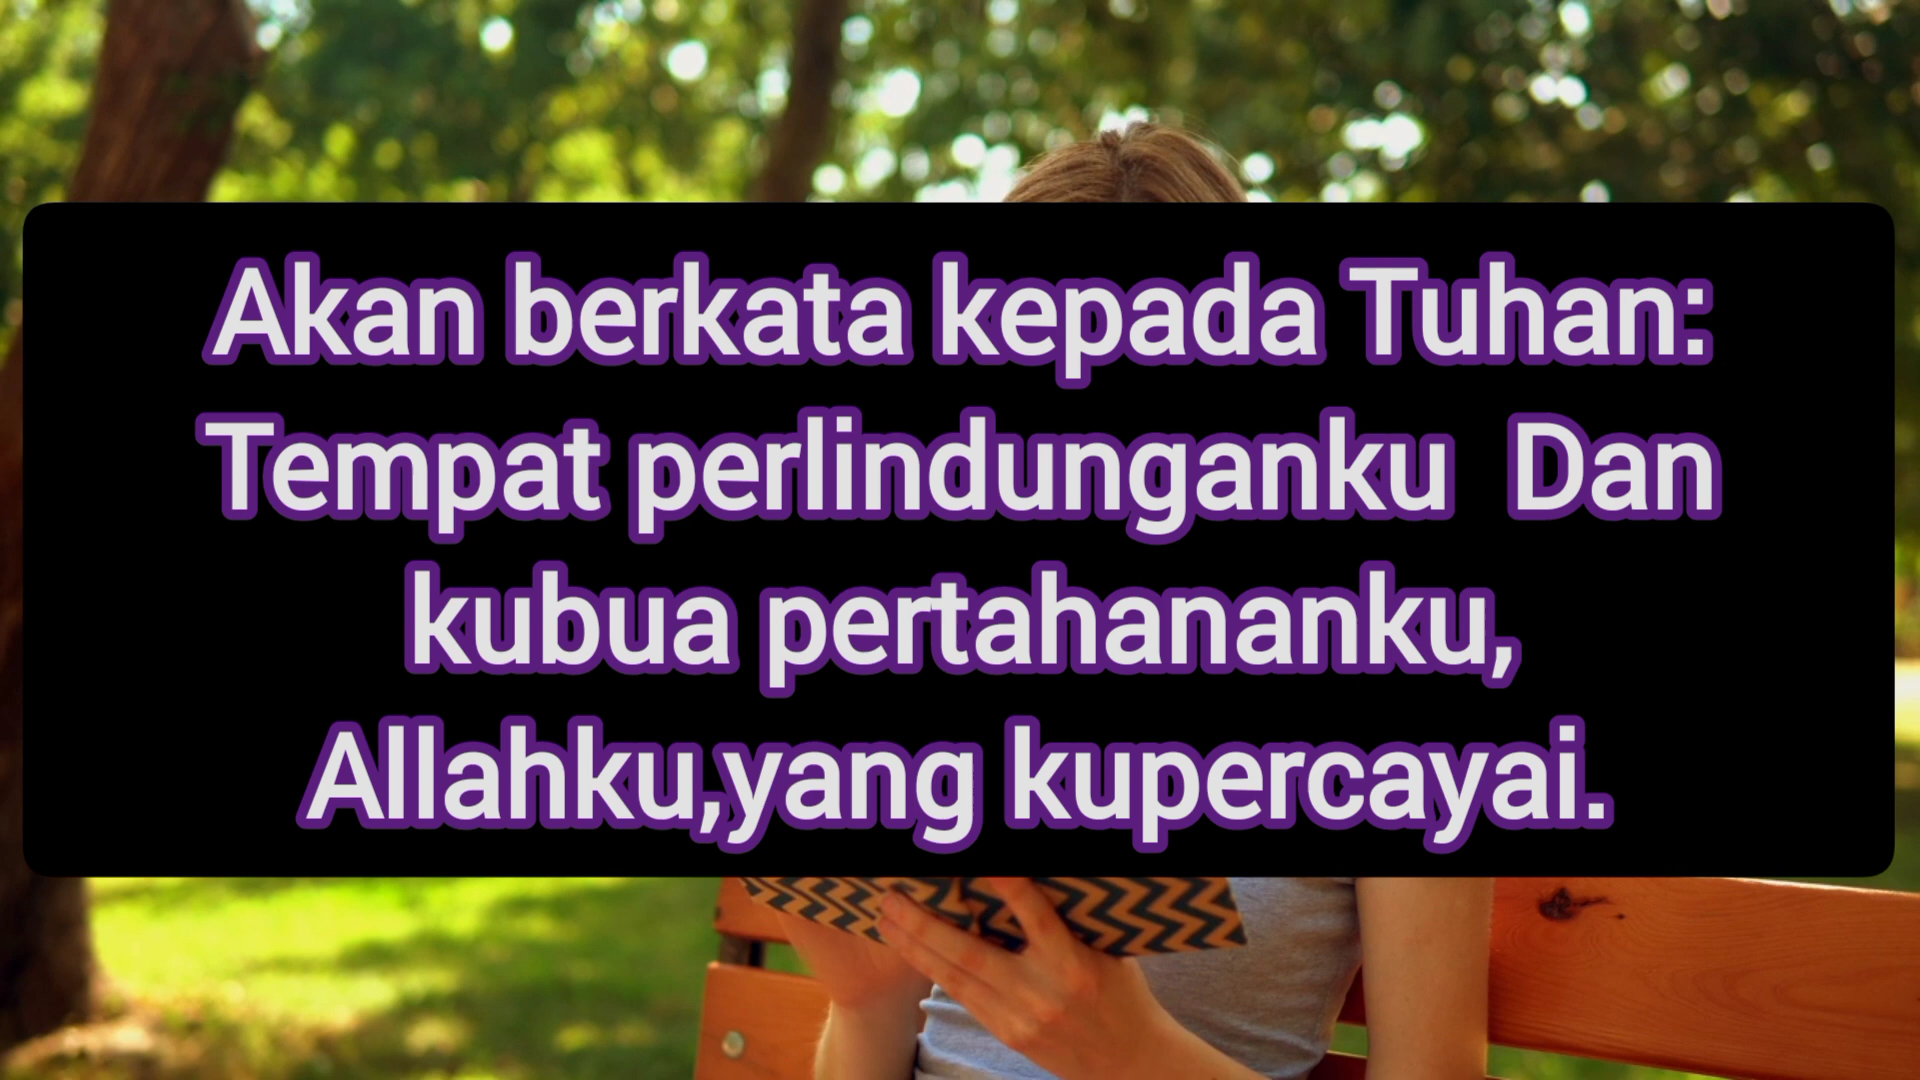 Akan berkata kepada Tuhan:
Tempat perlindunganku  Dan
kubua pertahananku,
Allahku,yang kupercayai.